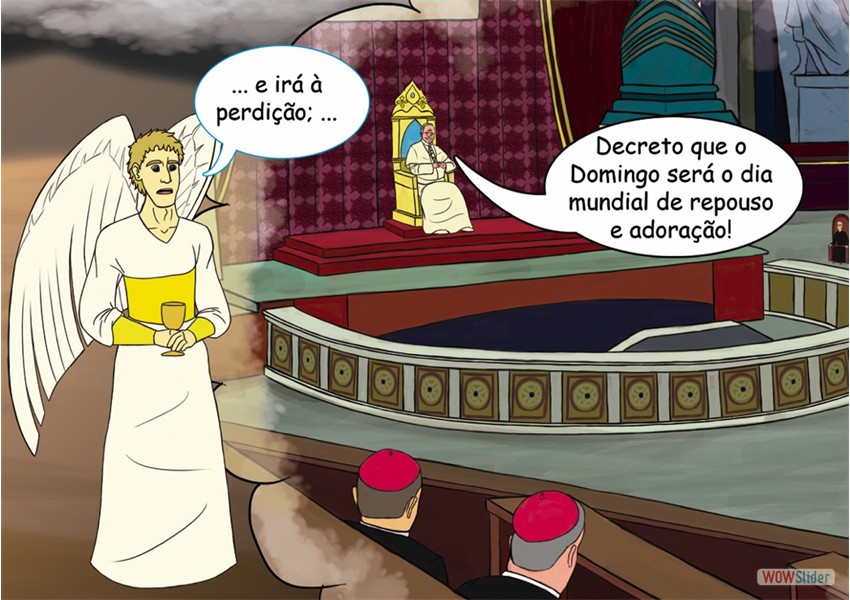 ... e irá à
perdição; ...
Decreto que o
Domingo será o dia
mundial de repouso
e adoração!
WOWSlider